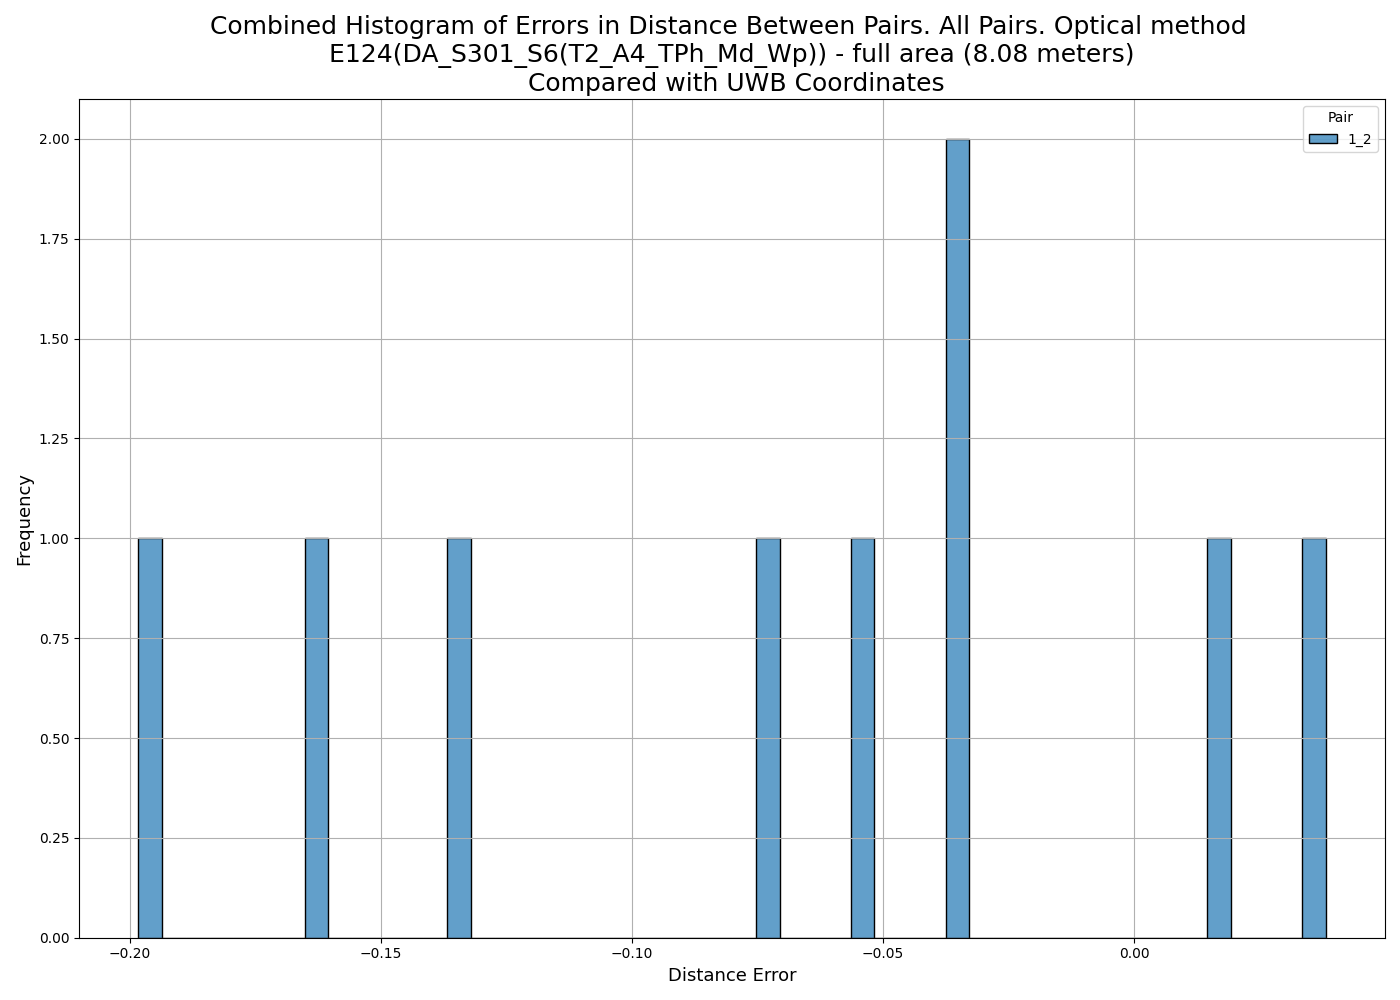 Combined Histogram of Errors in Distance Between Pairs. All Pairs. Optical method
E124(DA_S301_S6(T2_A4_TPh_Md_Wp)) - full area (8.08 meters)
Compared with UWB Coordinates
Pair
1_2
2.00
1.75
1.50
1.25
1.00
0.75
0.50
0.25
0.00
Frequency
−0.20 −0.15 −0.10 −0.05 0.00
Distance Error